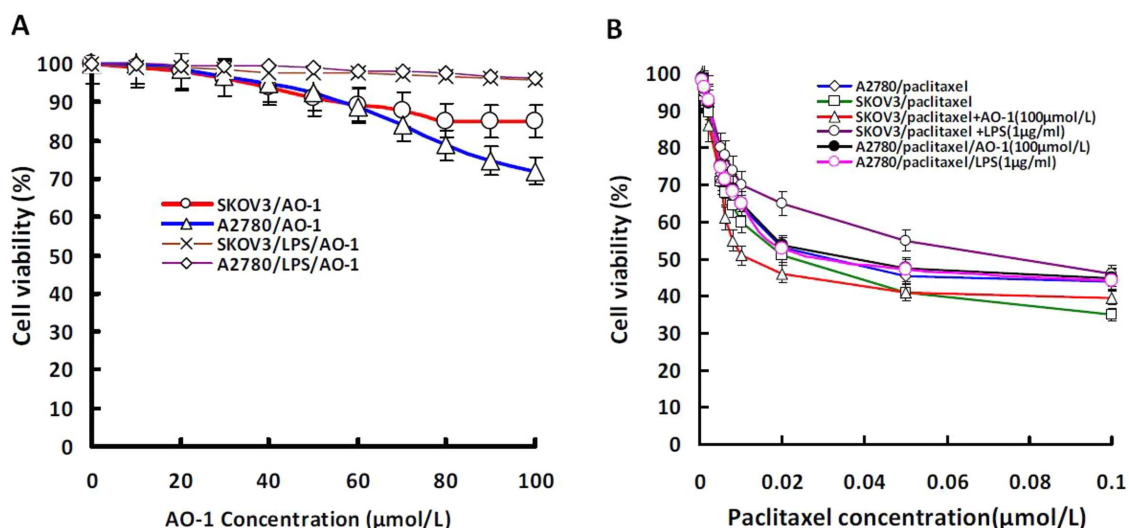 A
100
90
80
70
60
50
40
30
20
10
0
Cell viability (%)
SKOV3/AO-1
A2780/AO-1
SKOV3/LPS/AO-1
A2780/LPS/AO-1
0 20 40 60 80 100
AO-1 Concentration (μmol/L)
B
100
90
80
70
60
50
40
30
20
10
0
Cell viability (%)
A2780/paclitaxel
SKOV3/paclitaxel
SKOV3/paclitaxel+AO-1(100μmol/L)
SKOV3/paclitaxel +LPS(1μg/ml)
A2780/paclitaxel/AO-1(100μmol/L)
A2780/paclitaxel/LPS(1μg/ml)
0 0.02 0.04 0.06 0.08 0.1
Paclitaxel concentration(μmol/L)